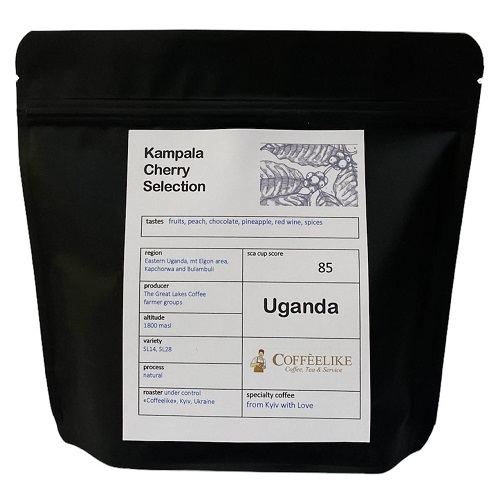 Kampala
Cherry
Selection
tastes fruits, peach, chocolate, pineapple, red wine, spices
region
Eastern Uganda, mt Elgon area,
Kapchorwa and Bulambuli
sca cup score
85
producer
The Great Lakes Coffee
farmer groups
Uganda
altitude
1800 masl
variety
SL14, SL28
COFFÈELIKE
Coffee, Tea & Service
process
natural
roaster under control
«Coffeelike», Kyiv, Ukraine
specialty coffee
from Kyiv with Love